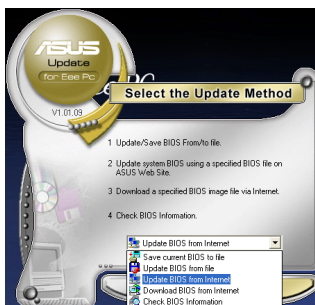 ASUS
Update
for Eee Pc
V1.01.09
Select the Update Method
1 Update/Save BIOS From/to file.
2 Update system BIOS using a specified BIOS file on
ASUS Web Site.
3 Download a specified BIOS image file via Internet.
4 Check BIOS Information.
Update BIOS from Internet
Save current BIOS to file
Update BIOS from file
Update BIOS from Internet
Download BIOS from Internet
Check BIOS Information